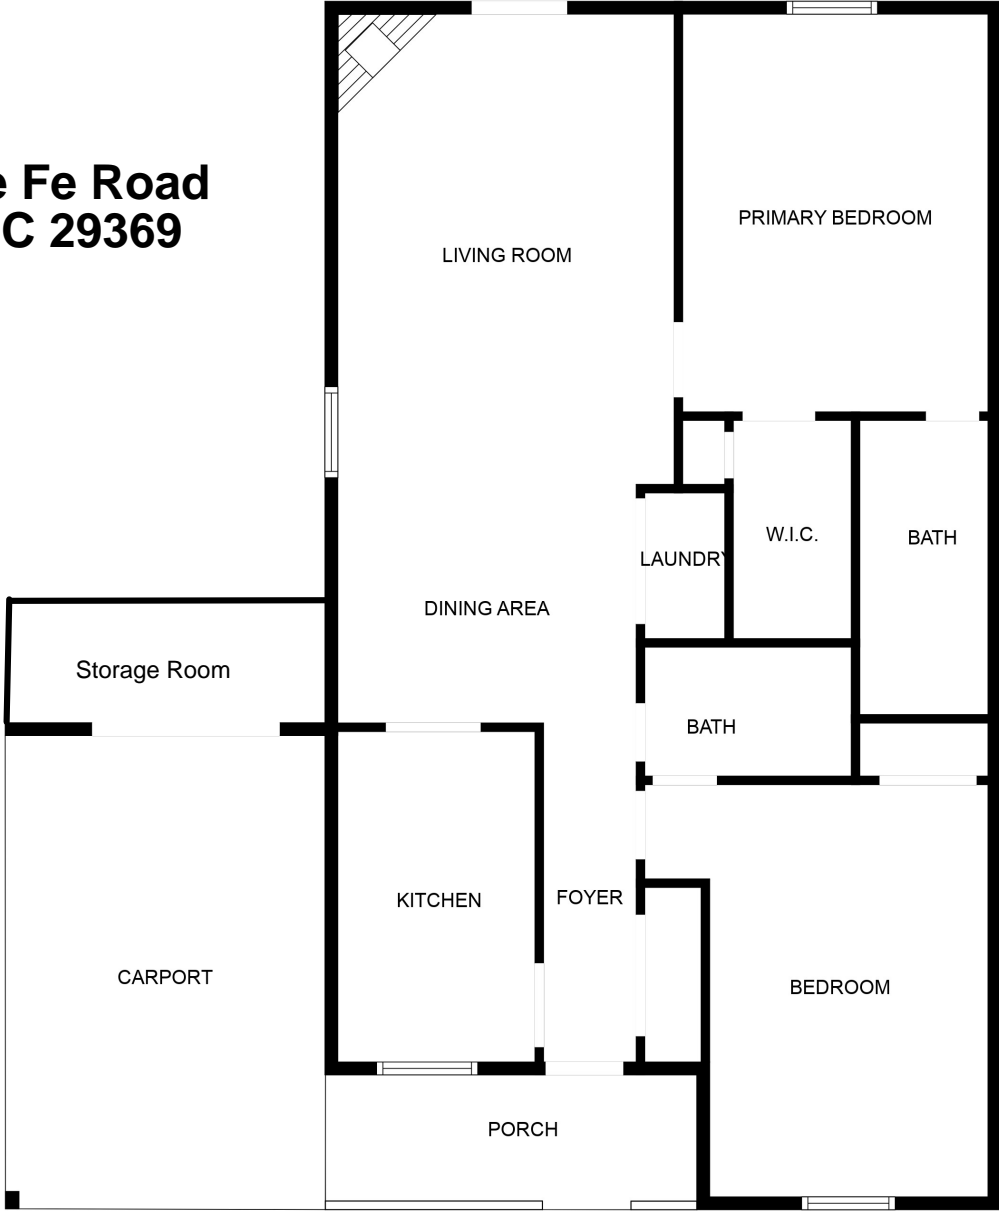 e Fe Road
C 29369
PRIMARY BEDROOM
LIVING ROOM
W.I.C.
BATH
LAUNDRY
DINING AREA
Storage Room
BATH
KITCHEN
FOYER
CARPORT
BEDROOM
PORCH